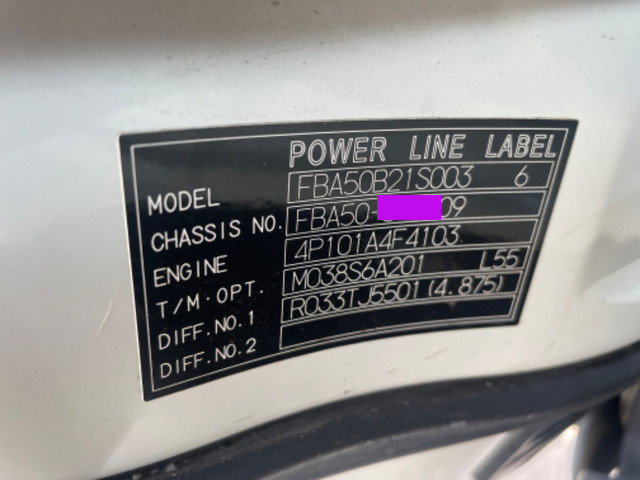 POWER LINE LABEL
MODEL FBA50B21S003 6
CHASSIS NO. FBA50- 09
ENGINE 4P101A4F4103
T/M·OPT. M038S6A201 L55
DIFF.NO.1 R033TJ5501(4.875)
DIFF.NO.2